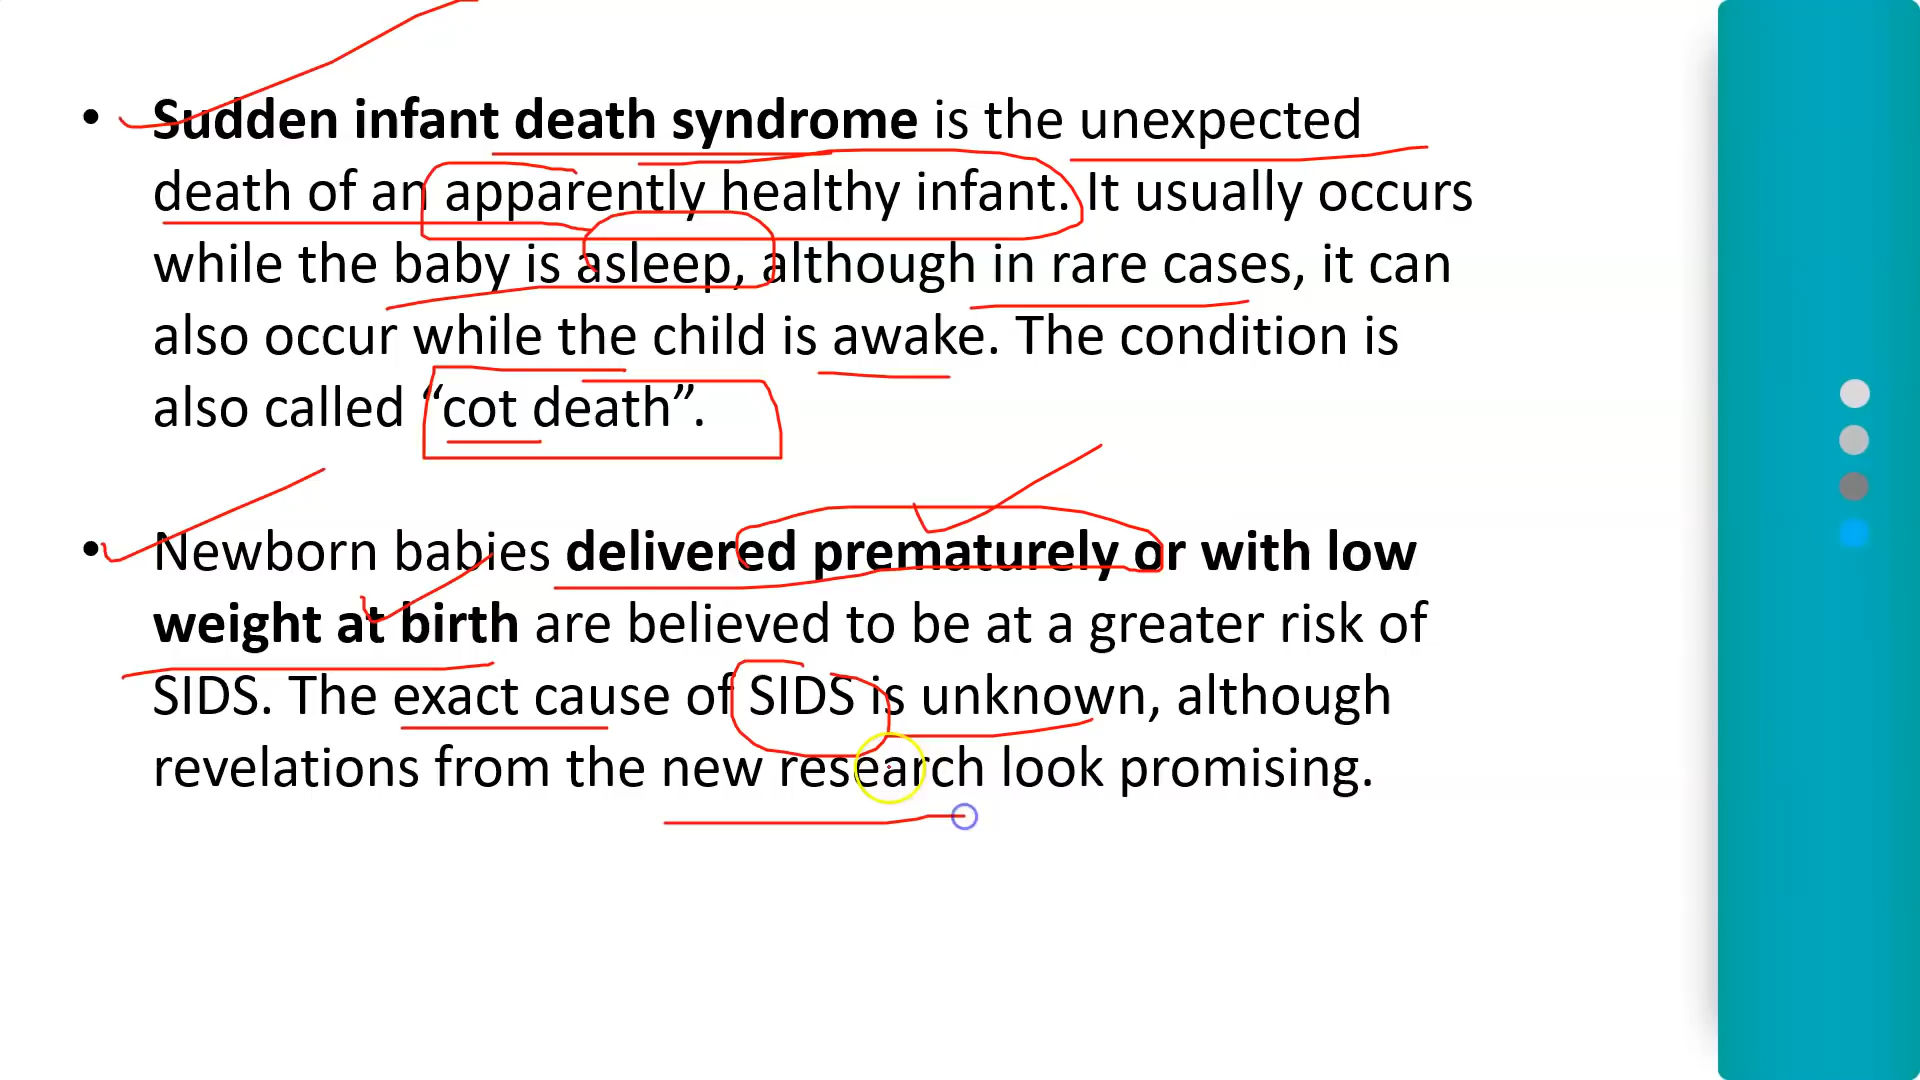 • Sudden infant death syndrome is the unexpected
death of an apparently healthy infant. It usually occurs
while the baby is asleep, although in rare cases, it can
also occur while the child is awake. The condition is
also called “cot death”.
• Newborn babies delivered prematurely or with low
weight at birth are believed to be at a greater risk of
SIDS. The exact cause of SIDS is unknown, although
revelations from the new research look promising.